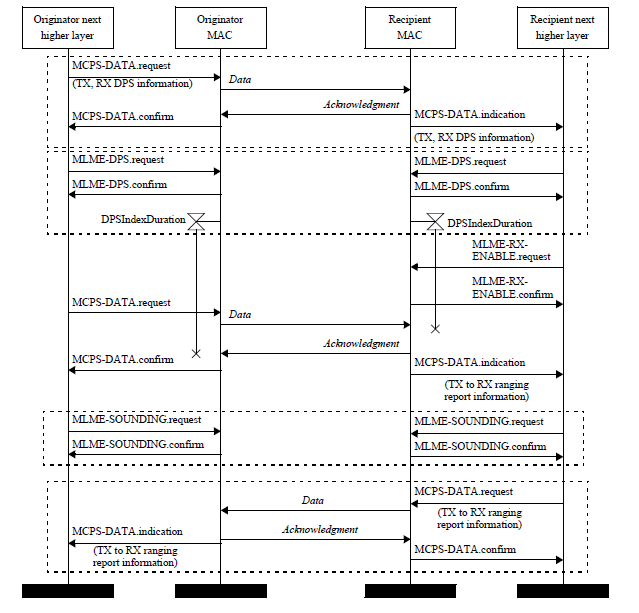 Originator next
higher layer
Originator
MAC
Recipient
MAC
Recipient next
higher layer
MCPS-DATA.request
(TX, RX DPS information)
Data
Acknowledgment
MCPS-DATA.confirm
MCPS-DATA.indication
(TX, RX DPS information)
MLME-DPS.request
MLME-DPS.request
MLME-DPS.confirm
MLME-DPS.confirm
DPSIndexDuration
DPSIndexDuration
MLME-RX-
ENABLE.request
MLME-RX-
ENABLE.confirm
MCPS-DATA.request
Data
Acknowledgment
MCPS-DATA.confirm
MCPS-DATA.indication
(TX to RX ranging
report information)
MLME-SOUNDING.request
MLME-SOUNDING.request
MLME-SOUNDING.confirm
MLME-SOUNDING.confirm
MCPS-DATA.request
(TX to RX ranging
report information)
Data
Acknowledgment
MCPS-DATA.indication
(TX to RX ranging
report information)
MCPS-DATA.confirm